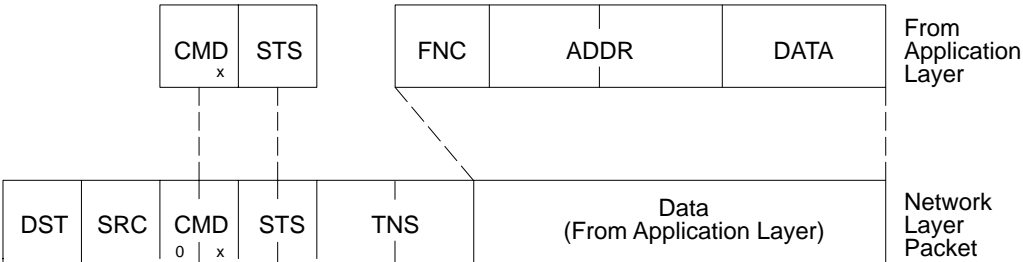 CMD STS FNC ADDR DATA From
x Application
Layer
DST SRC CMD STS TNS Data Network
0 x (From Application Layer) Layer
Packet